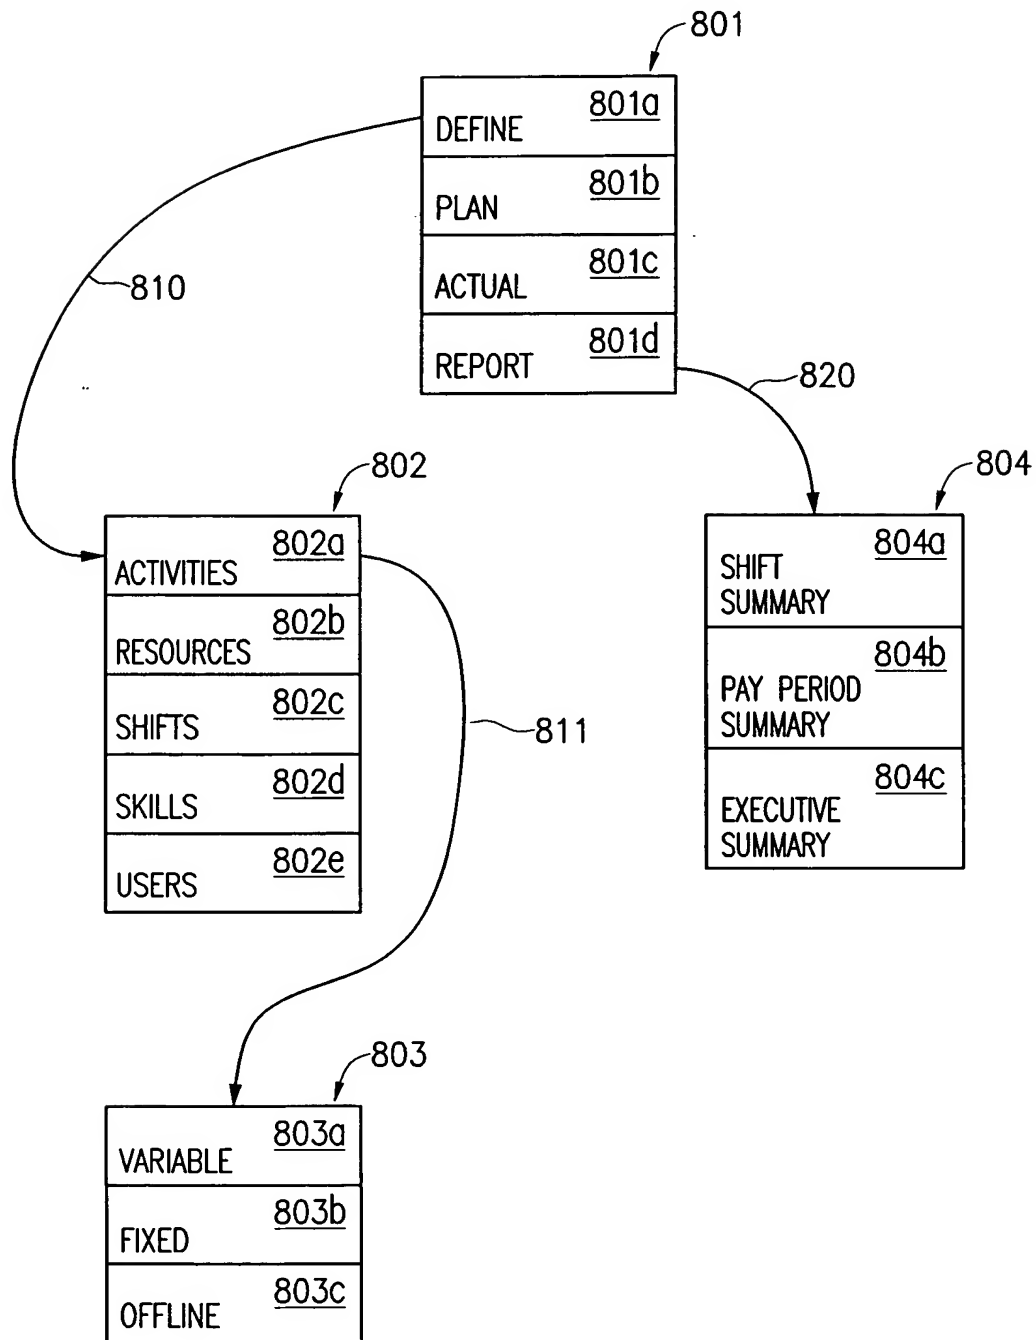 801
801a
DEFINE
801b
PLAN
801c
ACTUAL
801d
REPORT
810
820
802
802a
ACTIVITIES
802b
RESOURCES
802c
SHIFTS
802d
SKILLS
802e
USERS
811
804
804a
SHIFT
SUMMARY
804b
PAY PERIOD
SUMMARY
804c
EXECUTIVE
SUMMARY
803
803a
VARIABLE
803b
FIXED
803c
OFFLINE